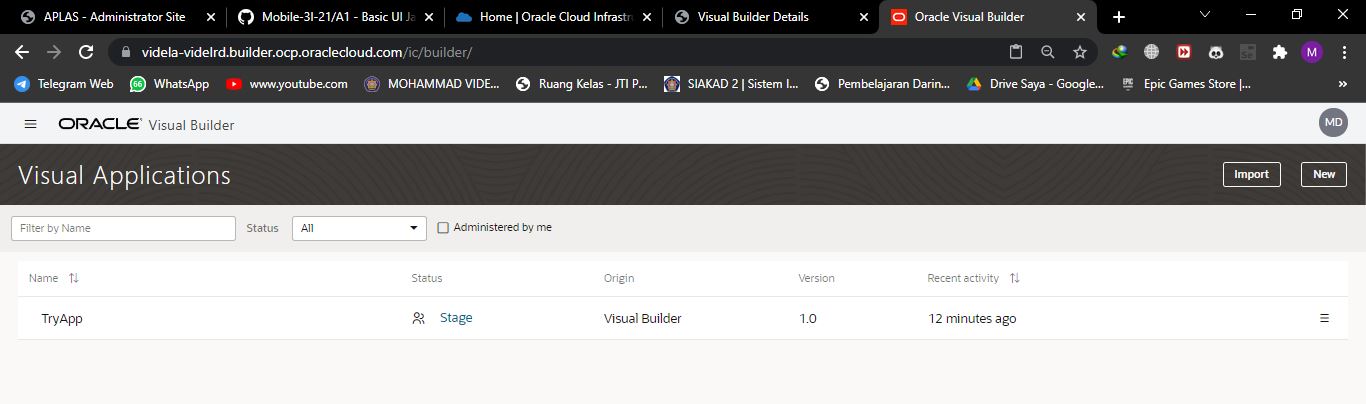 APLAS - Administrator Site
Mobile-3I-21/A1 - Basic UI Ja
Home | Oracle Cloud Infrastru
Visual Builder Details
Oracle Visual Builder
videla-videlrd.builder.ocp.oraclecloud.com/ic/builder/
M
Telegram Web
66
WhatsApp
www.youtube.com
MOHAMMAD VIDE...
Ruang Kelas - JTI P...
SIAKAD 2 | Sistem I...
Pembelajaran Darin...
Drive Saya - Google...
Epic Games Store |...
»
ORACLE Visual Builder
MD
Visual Applications
Import
New
Filter by Name
Status
All
Administered by me
Name
Status
Origin
Version
Recent activity
TryApp
Stage
Visual Builder
1.0
12 minutes ago